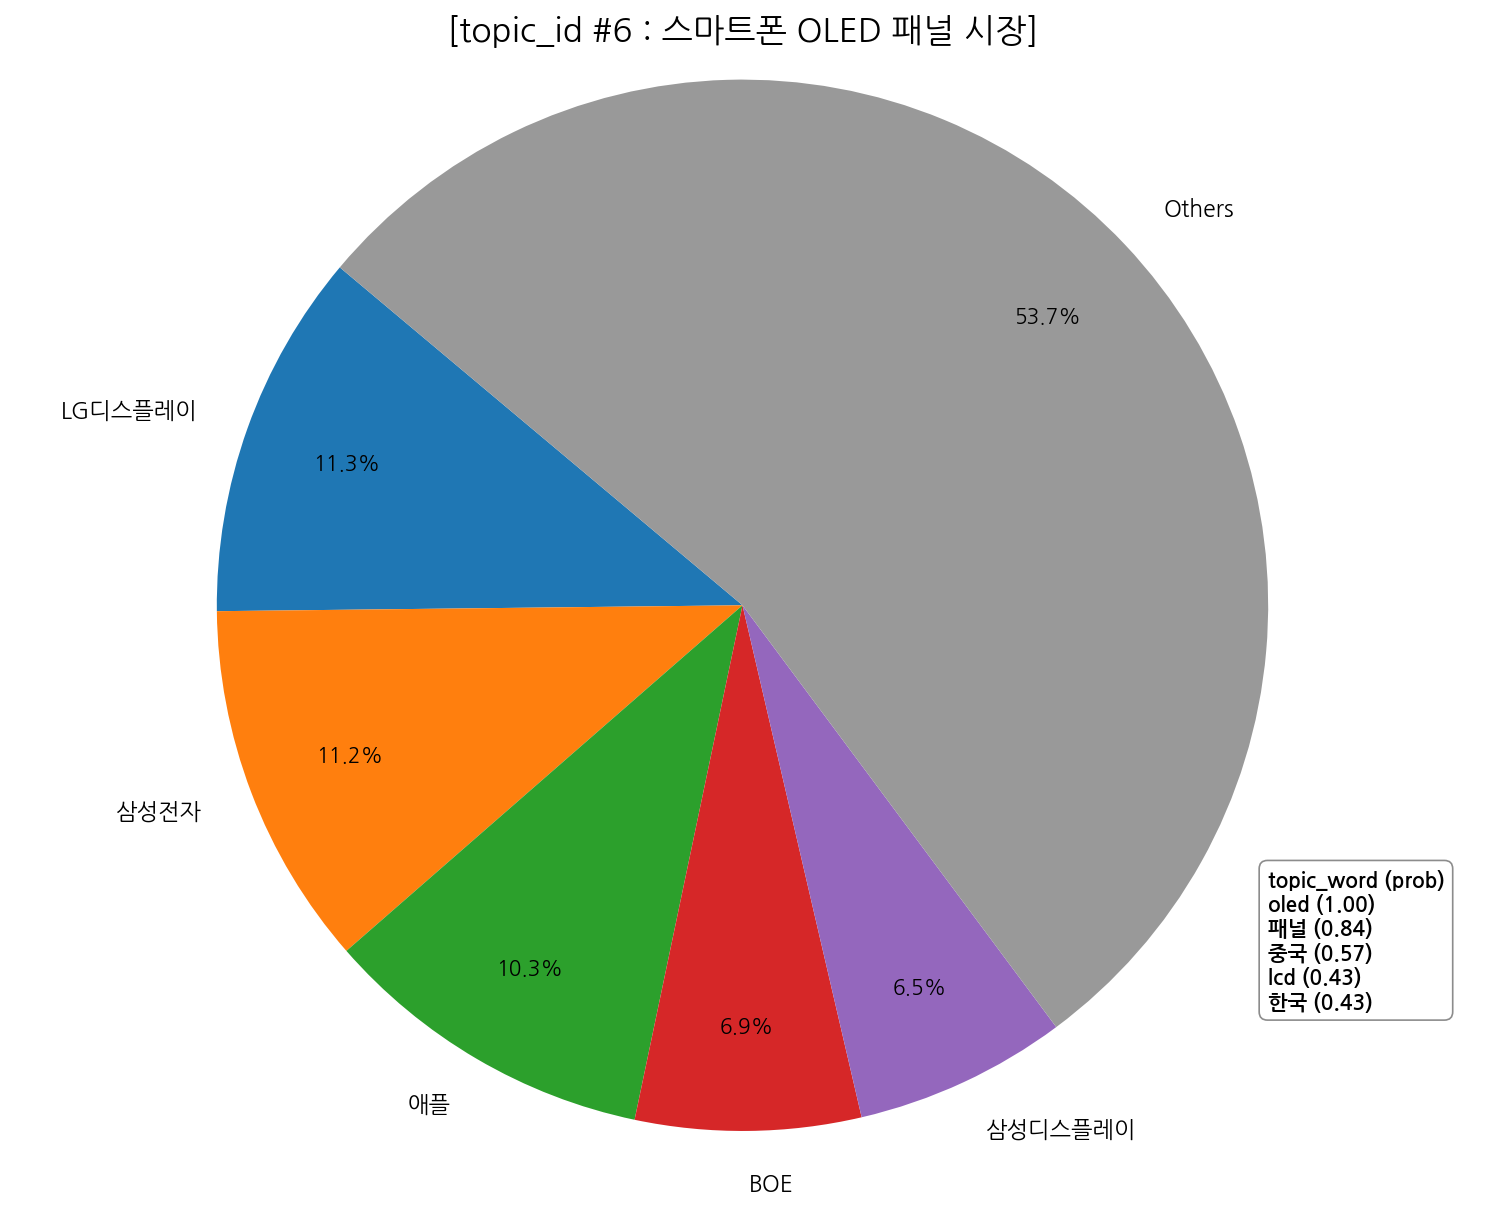 [topic_id #6 : 스마트폰 OLED 패널 시장]
Others
53.7%
LG디스플레이
11.3%
11.2%
삼성전자
10.3%
애플
6.9%
BOE
6.5%
삼성디스플레이
topic_word (prob)
oled (1.00)
패널 (0.84)
중국 (0.57)
lcd (0.43)
한국 (0.43)